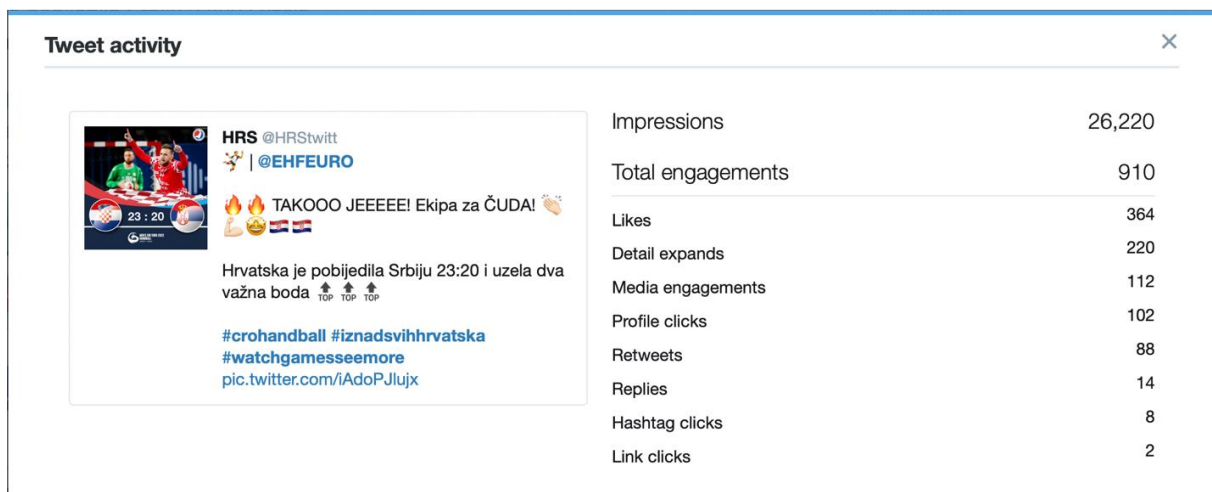 Tweet activity
HRS @HRStwitt
🤾 | @EHFEURO
🔥🔥 TAKOOO JEEEEE! Ekipa za ČUDA! 👏🏻
💪🏻🤩🇭🇷🇭🇷
Hrvatska je pobijedila Srbiju 23:20 i uzela dva
važna boda 🔝 🔝 🔝
#crohandball #iznadsvihhrvatska
#watchgamesseemore
pic.twitter.com/iAdoPJlujx
23 : 20
Impressions 26,220
Total engagements 910
Likes 364
Detail expands 220
Media engagements 112
Profile clicks 102
Retweets 88
Replies 14
Hashtag clicks 8
Link clicks 2